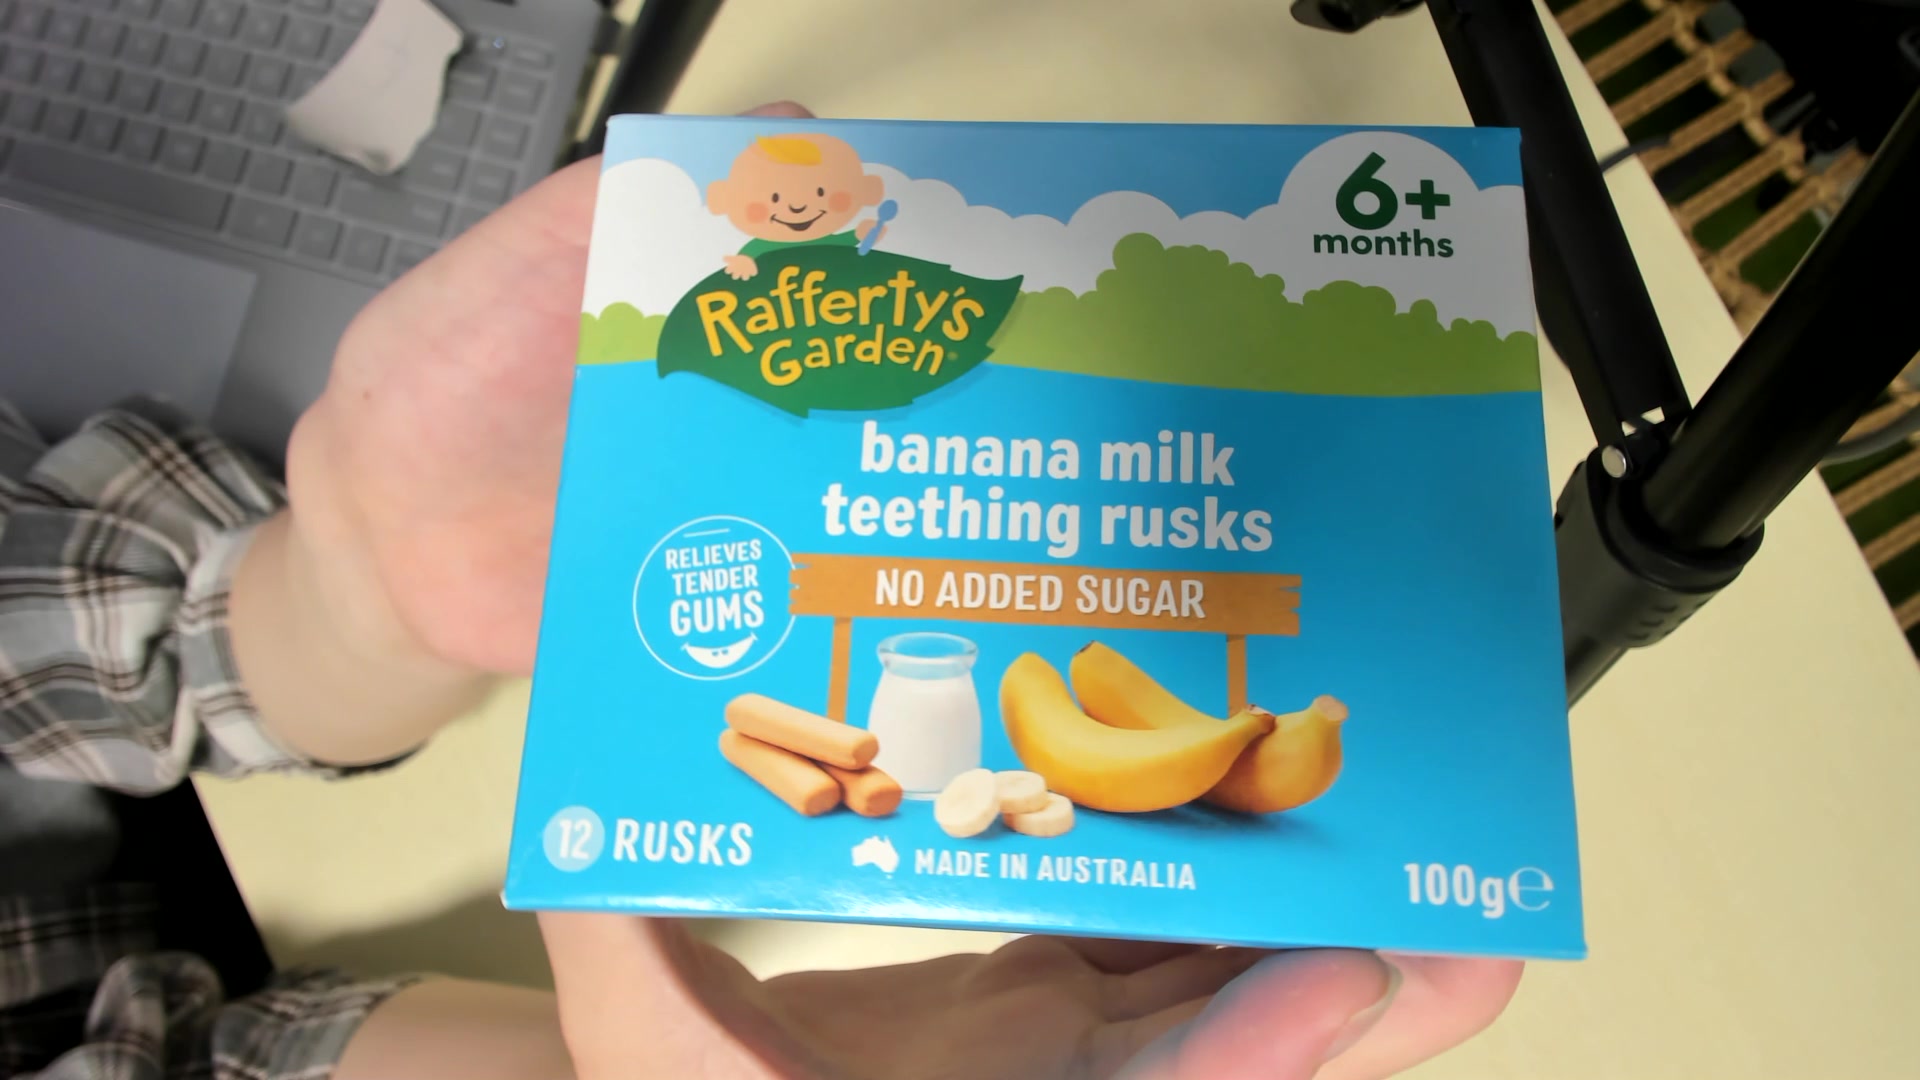 6+
months
Rafferty's
Garden
banana milk
teething rusks
RELIEVES
TENDER
GUMS
NO ADDED SUGAR
12 RUSKS
MADE IN AUSTRALIA
100g℮